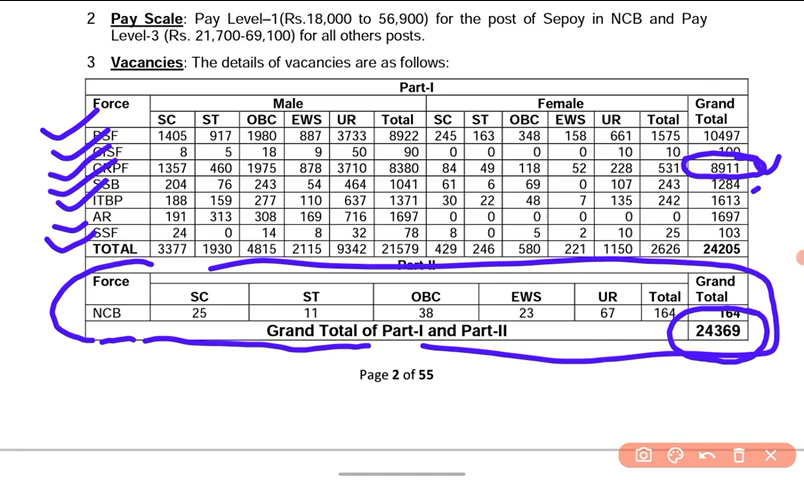 2 Pay Scale: Pay Level–1(Rs.18,000 to 56,900) for the post of Sepoy in NCB and Pay
Level-3 (Rs. 21,700-69,100) for all others posts.
3 Vacancies: The details of vacancies are as follows:
Part-I
Force Male Female Grand Total
SC ST OBC EWS UR Total SC ST OBC EWS UR Total
BSF 1405 917 1980 887 3733 8922 245 163 348 158 661 1575 10497
CISF 8 5 18 9 50 90 0 0 0 0 10 10 100
CRPF 1357 460 1975 878 3710 8380 84 49 118 52 228 531 8911
SSB 204 76 243 54 464 1041 61 6 69 0 107 243 1284
ITBP 188 159 277 110 637 1371 30 22 48 7 135 242 1613
AR 191 313 308 169 716 1697 0 0 0 0 0 0 1697
SSF 24 0 14 8 32 78 8 0 5 2 10 25 103
TOTAL 3377 1930 4815 2115 9342 21579 429 246 580 221 1150 2626 24205
Part-II
Force Grand Total
SC ST OBC EWS UR Total
NCB 25 11 38 23 67 164 164
Grand Total of Part-I and Part-II 24369
Page 2 of 55